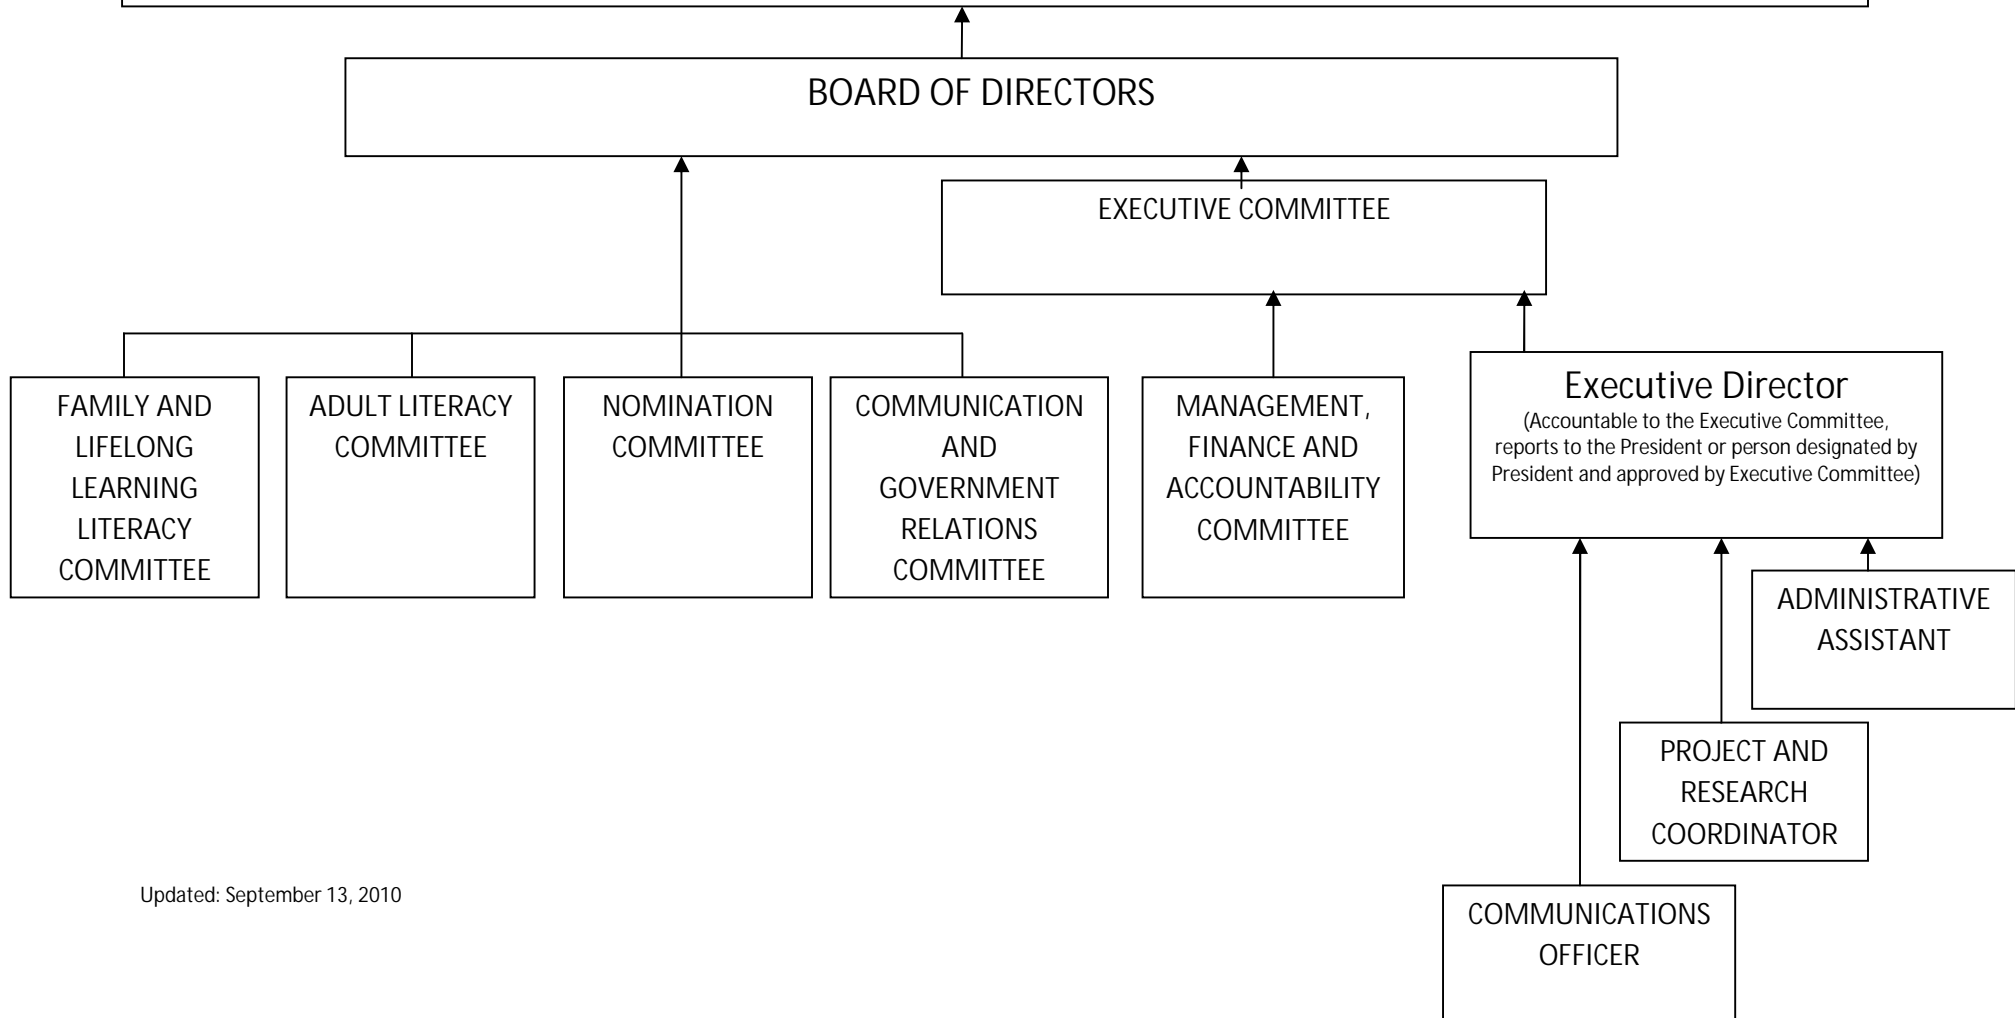 BOARD OF DIRECTORS
EXECUTIVE COMMITTEE
FAMILY AND
LIFELONG
LEARNING
LITERACY
COMMITTEE
ADULT LITERACY
COMMITTEE
NOMINATION
COMMITTEE
COMMUNICATION
AND
GOVERNMENT
RELATIONS
COMMITTEE
MANAGEMENT,
FINANCE AND
ACCOUNTABILITY
COMMITTEE
Executive Director
(Accountable to the Executive Committee,
reports to the President or person designated by
President and approved by Executive Committee)
ADMINISTRATIVE
ASSISTANT
PROJECT AND
RESEARCH
COORDINATOR
COMMUNICATIONS
OFFICER
Updated: September 13, 2010